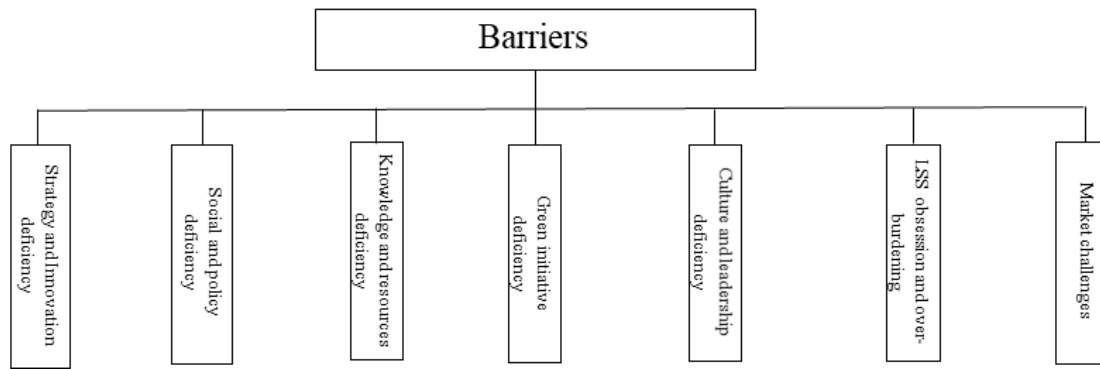 Barriers
Strategy and Innovation
deficiency
Social and policy
deficiency
Knowledge and resources
deficiency
Green initiative
deficiency
Culture and leadership
deficiency
LSS obsession and over-
burdening
Market challenges